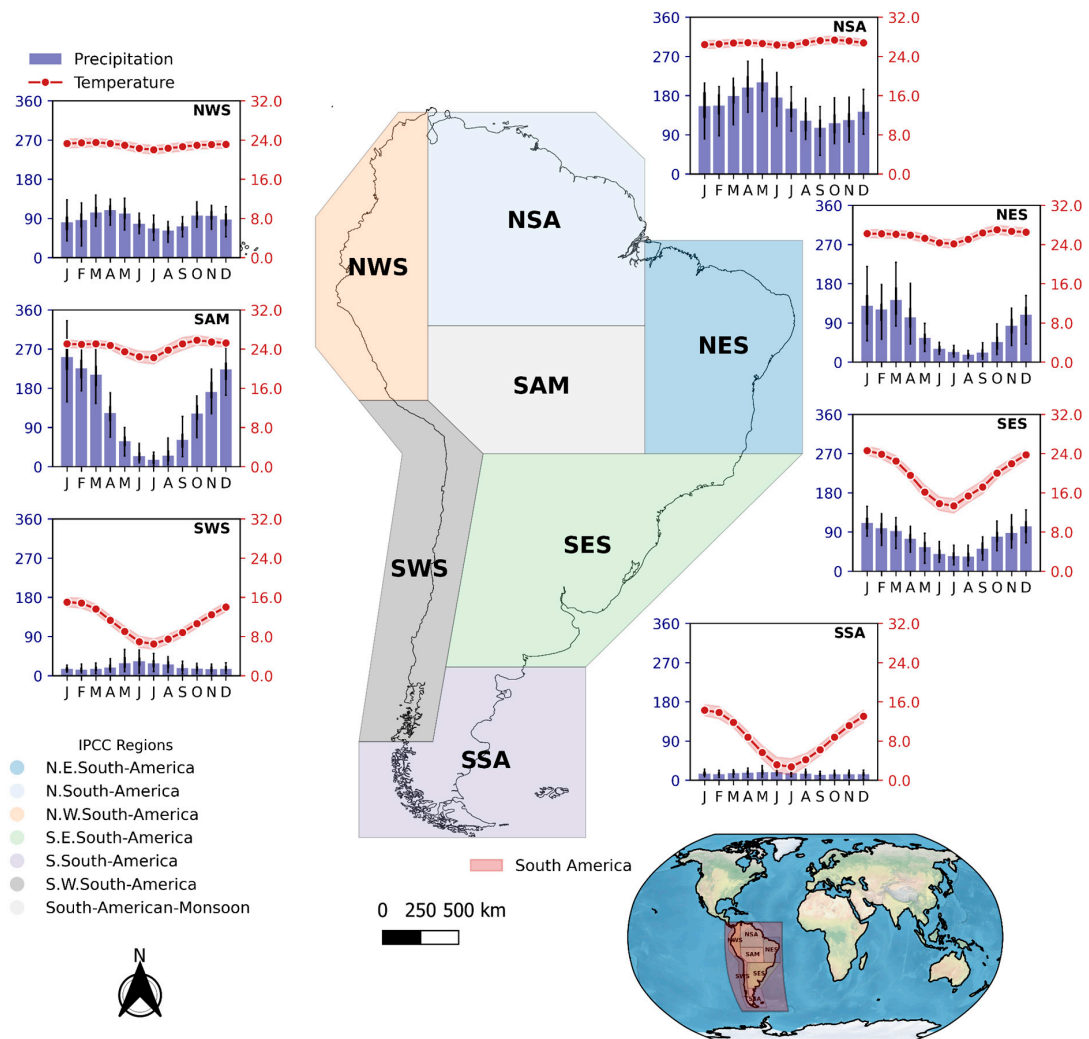 Precipitation
Temperature
NWS
360 270 180 90 0
32.0 24.0 16.0 8.0 0.0
J F M A M J J A S O N D
SAM
360 270 180 90 0
32.0 24.0 16.0 8.0 0.0
J F M A M J J A S O N D
SWS
360 270 180 90 0
32.0 24.0 16.0 8.0 0.0
J F M A M J J A S O N D
IPCC Regions
N.E.South-America
N.South-America
N.W.South-America
S.E.South-America
S.South-America
S.W.South-America
South-American-Monsoon
N
NSA
NWS
NES
SAM
SES
SWS
SSA
South America
0 250 500 km
NSA
360 270 180 90 0
32.0 24.0 16.0 8.0 0.0
J F M A M J J A S O N D
NES
360 270 180 90 0
32.0 24.0 16.0 8.0 0.0
J F M A M J J A S O N D
SES
360 270 180 90 0
32.0 24.0 16.0 8.0 0.0
J F M A M J J A S O N D
SSA
360 270 180 90 0
32.0 24.0 16.0 8.0 0.0
J F M A M J J A S O N D
NWS
NSA
SAM
NES
SWS
SES
SSA